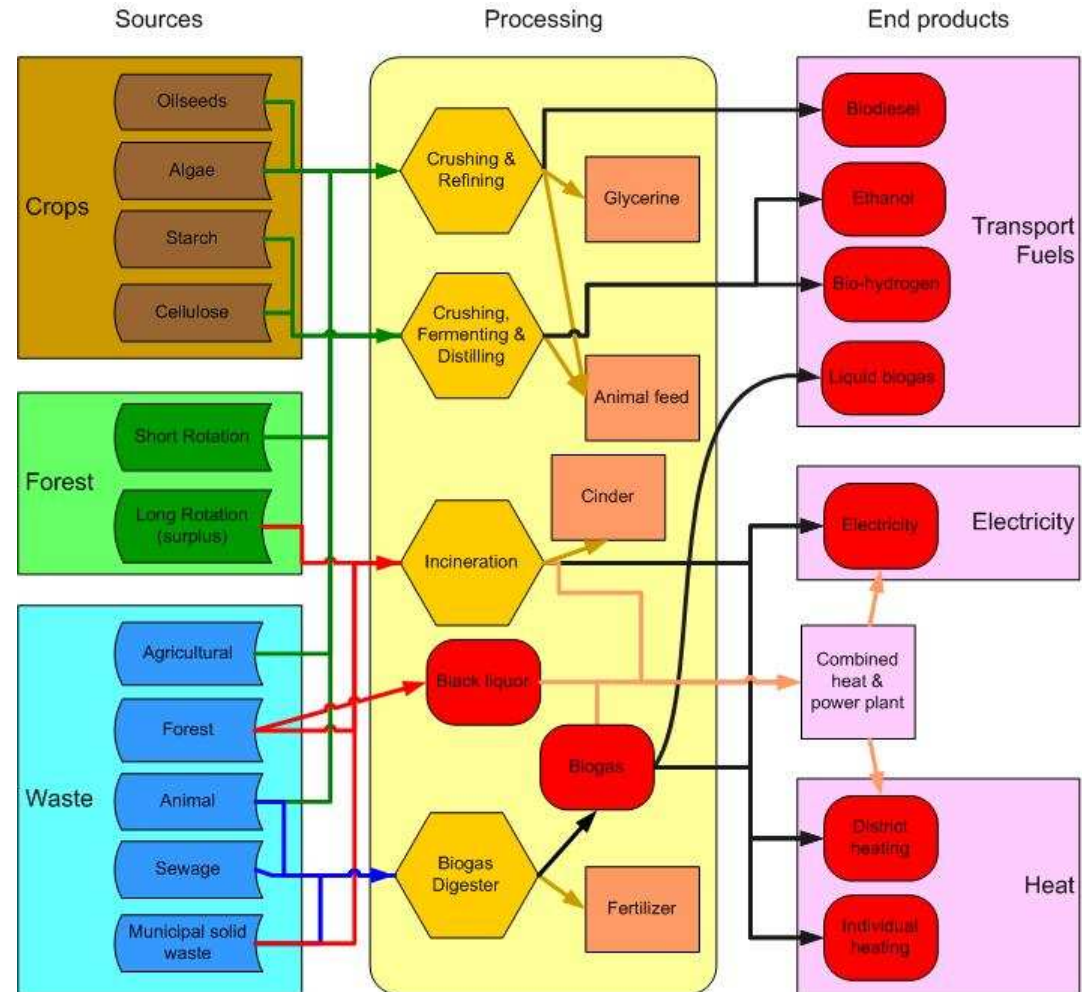 Sources
Processing
End products
Crops
Oilseeds
Algae
Starch
Cellulose
Forest
Short Rotation
Long Rotation
(surplus)
Waste
Agricultural
Forest
Animal
Sewage
Municipal solid
waste
Crushing &
Refining
Glycerine
Crushing,
Fermenting &
Distilling
Animal feed
Cinder
Incineration
Black liquor
Biogas
Biogas
Digester
Fertilizer
Biodiesel
Ethanol
Bio-hydrogen
Liquid biogas
Transport
Fuels
Electricity
Electricity
Combined
heat &
power plant
District
heating
Individual
heating
Heat